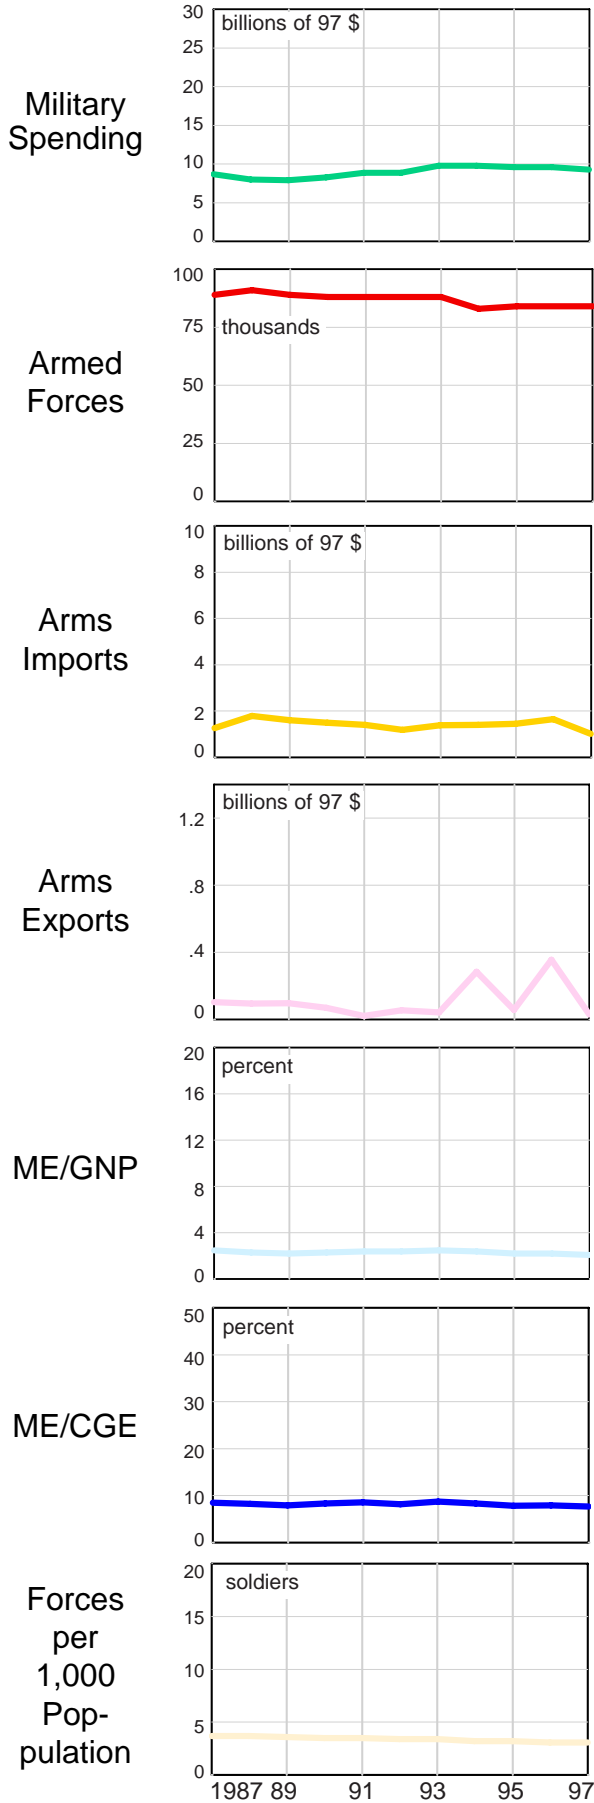 30
billions of 97 $
25
20
Military
Spending
15
10
5
0
100
75
thousands
Armed
Forces
50
25
0
10
billions of 97 $
8
6
Arms
Imports
4
2
0
billions of 97 $
1.2
Arms
Exports
.8
.4
0
20
percent
16
12
ME/GNP
8
4
0
50
percent
40
30
ME/CGE
20
10
0
20
soldiers
15
Forces
per
1,000
Pop-
pulation
10
5
0
1987 89 91 93 95 97